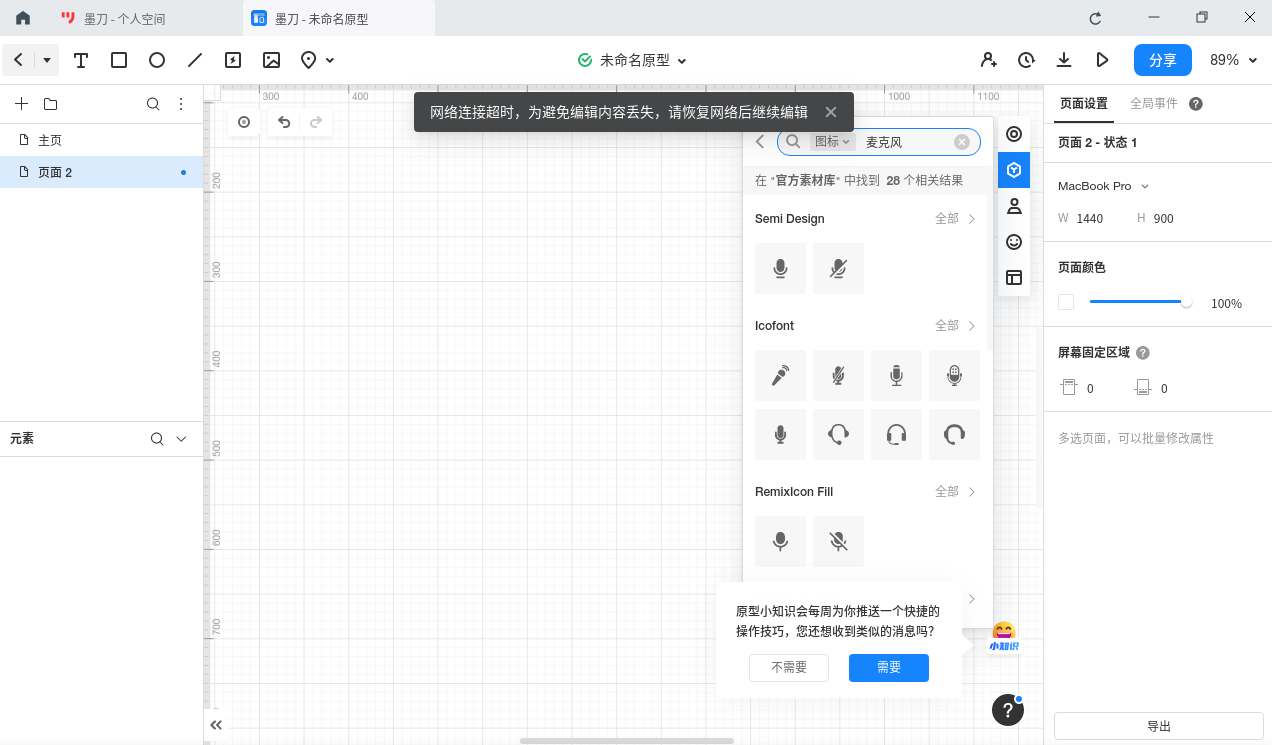 墨刀 - 个人空间
墨刀 - 未命名原型
未命名原型
分享
89%
300
400
1000
1100
200
300
400
500
600
700
主页
页面 2
元素
网络连接超时，为避免编辑内容丢失，请恢复网络后继续编辑
图标
麦克风
在 "官方素材库" 中找到 28 个相关结果
Semi Design
全部
Icofont
全部
RemixIcon Fill
全部
原型小知识会每周为你推送一个快捷的
操作技巧，您还想收到类似的消息吗？
不需要
需要
小知识
?
页面设置
全局事件
?
页面 2 - 状态 1
MacBook Pro
W 1440
H 900
页面颜色
100%
屏幕固定区域
?
0
0
多选页面，可以批量修改属性
导出